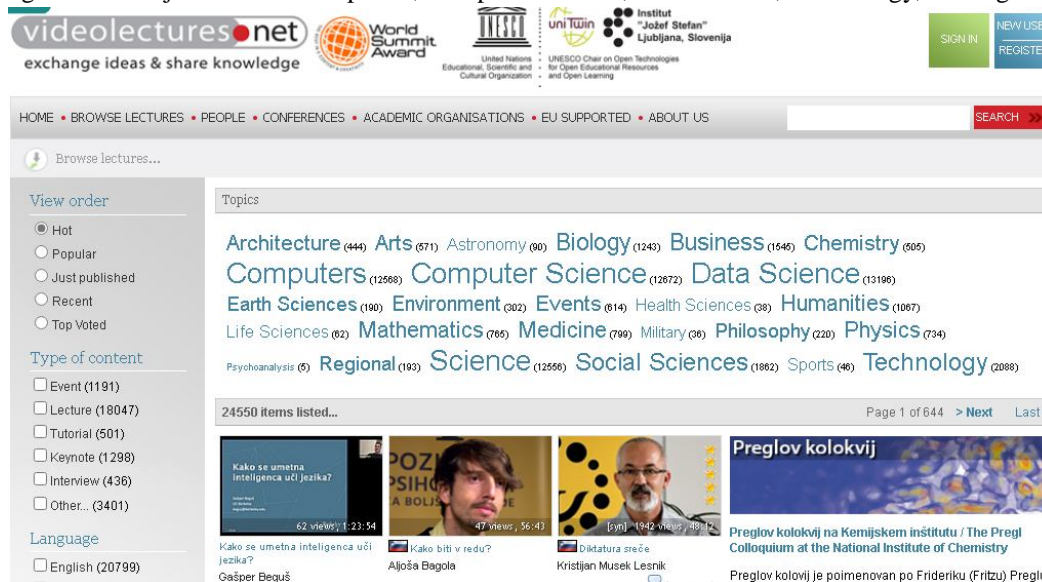 videolectures.net
exchange ideas & share knowledge
World
Summit
Award
UNESCO
United Nations
Educational, Scientific and
Cultural Organization
uni Twin
Institut
"Jožef Stefan"
Ljubljana, Slovenija
UNESCO Chair on Open Technologies
for Open Educational Resources
and Open Learning
SIGN IN
NEW USE
REGISTE
HOME • BROWSE LECTURES • PEOPLE • CONFERENCES • ACADEMIC ORGANISATIONS • EU SUPPORTED • ABOUT US
SEARCH »
Browse lectures...
View order
Hot
Popular
Just published
Recent
Top Voted
Type of content
Event (1191)
Lecture (18047)
Tutorial (501)
Keynote (1298)
Interview (436)
Other... (3401)
Language
English (20799)
Topics
Architecture (444) Arts (571) Astronomy (90) Biology (1243) Business (1545) Chemistry (505)
Computers (12568) Computer Science (12672) Data Science (13196)
Earth Sciences (190) Environment (302) Events (614) Health Sciences (38) Humanities (1067)
Life Sciences (62) Mathematics (765) Medicine (799) Military (36) Philosophy (220) Physics (734)
Psychoanalysis (5) Regional (193) Science (12556) Social Sciences (1862) Sports (46) Technology (2088)
24550 items listed...
Page 1 of 644 > Next Last
Kako se umetna
inteligenca uči jezika?
62 views, 1:23:54
Kako se umetna inteligenca uči
jezika?
Gašper Beguš
47 views, 56:43
Kako biti v redu?
Aljoša Bagola
[syn] 1942 views, 48:12
Diktatura sreče
Kristijan Musek Lesnik
Preglov kolokvij
Preglov kolokvij na Kemijskem inštitutu / The Pregl
Colloquium at the National Institute of Chemistry
Preglov kolovij je poimenovan po Frideriku (Fritzu) Preglu